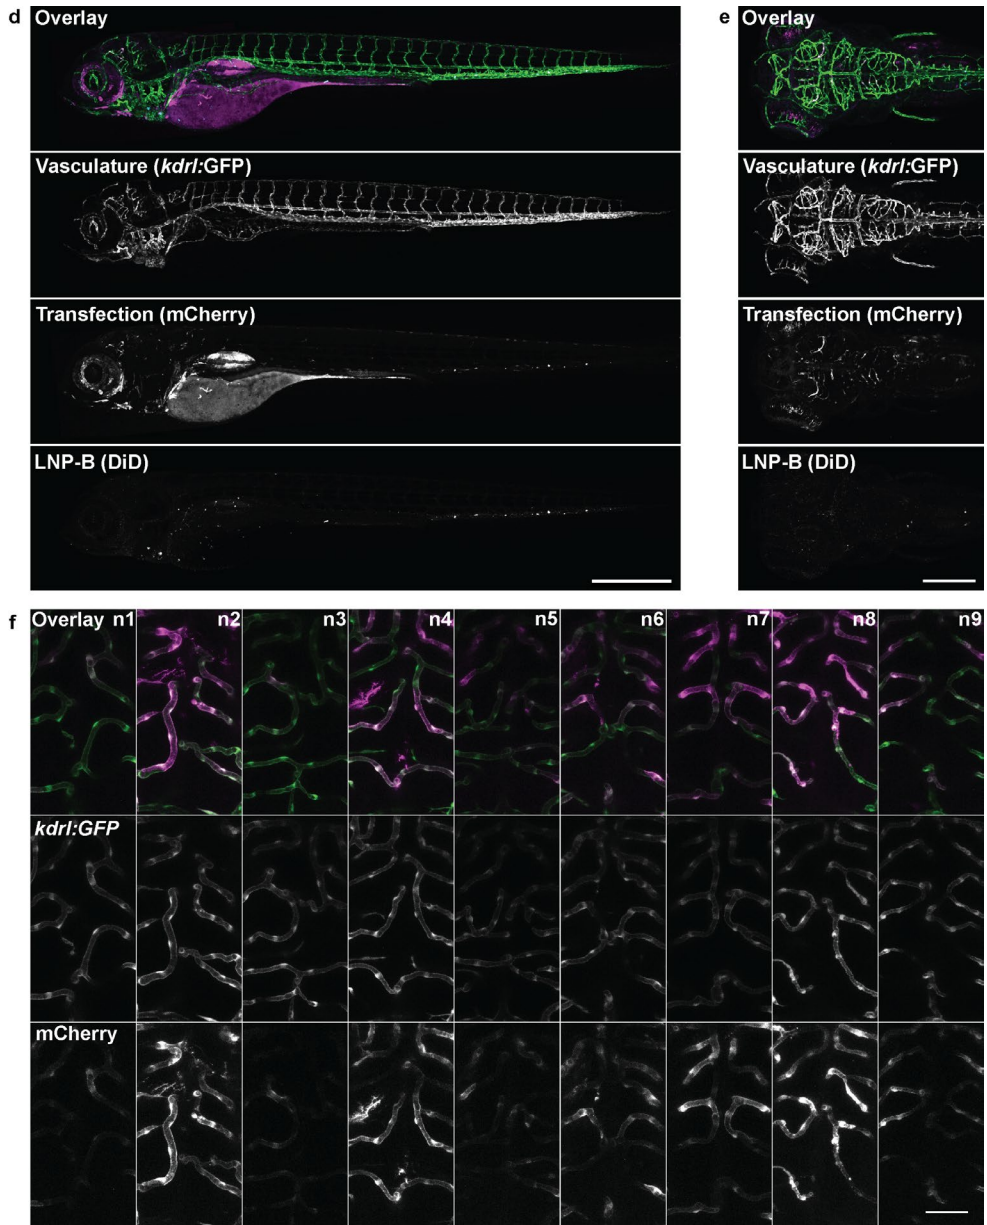 d
Overlay
Vasculature (kdrl:GFP)
Transfection (mCherry)
LNP-B (DiD)
e
Overlay
Vasculature (kdrl:GFP)
Transfection (mCherry)
LNP-B (DiD)
f
Overlay n1 n2 n3 n4 n5 n6 n7 n8 n9
kdrl:GFP
mCherry